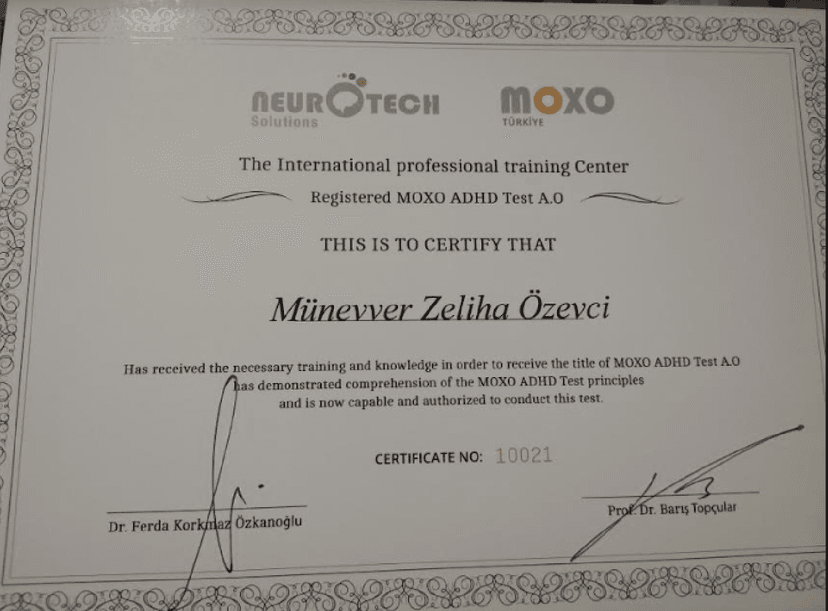 NEUROTECH
Solutions
MOXO
TÜRKİYE
The International professional training Center
Registered MOXO ADHD Test A.O
THIS IS TO CERTIFY THAT
Münevver Zeliha Özevci
Has received the necessary training and knowledge in order to receive the title of MOXO ADHD Test A.O
has demonstrated comprehension of the MOXO ADHD Test principles
and is now capable and authorized to conduct this test.
CERTIFICATE NO: 10021
Dr. Ferda Korkmaz Özkanoğlu
Prof. Dr. Barış Topçular